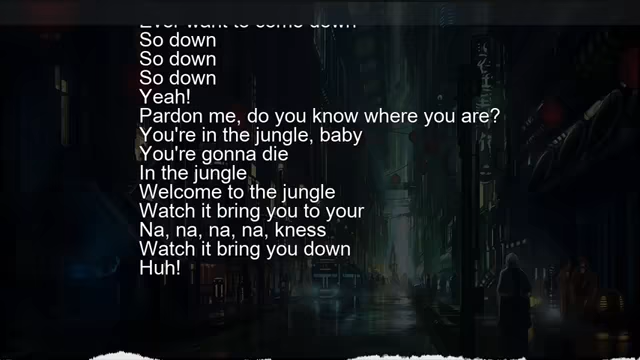 Ever want to come down
So down
So down
So down
Yeah!
Pardon me, do you know where you are?
You're in the jungle, baby
You're gonna die
In the jungle
Welcome to the jungle
Watch it bring you to your
Na, na, na, na, kness
Watch it bring you down
Huh!